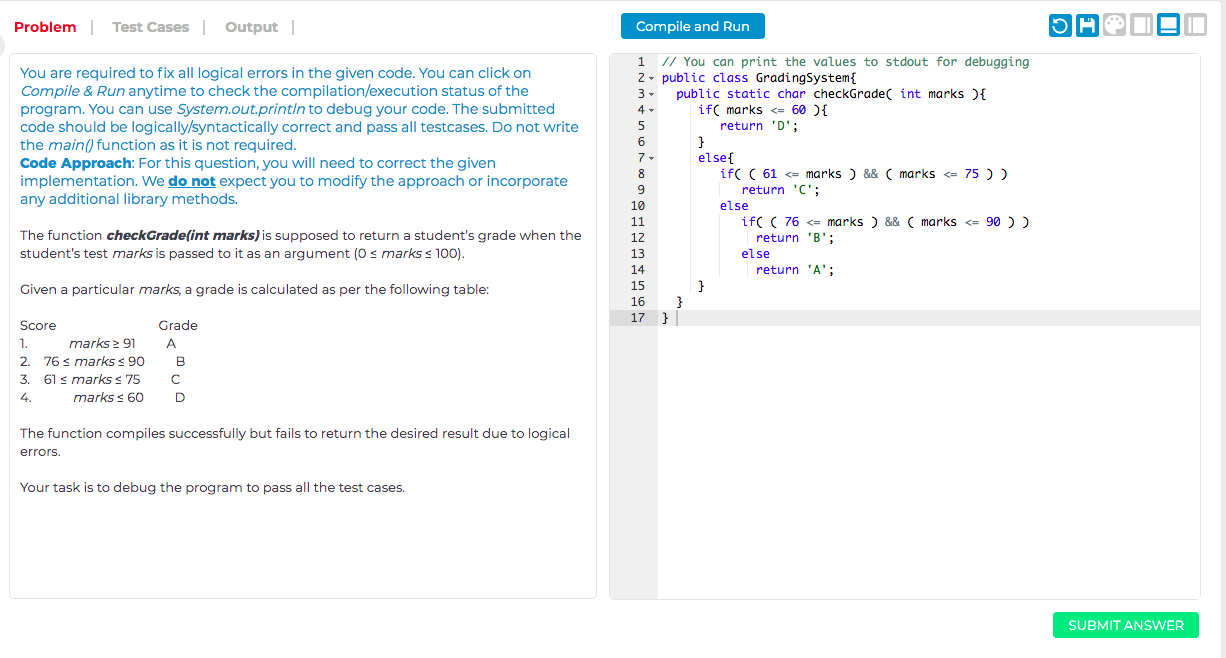 Problem | Test Cases | Output |
Compile and Run
You are required to fix all logical errors in the given code. You can click on
Compile & Run anytime to check the compilation/execution status of the
program. You can use System.out.println to debug your code. The submitted
code should be logically/syntactically correct and pass all testcases. Do not write
the main() function as it is not required.
Code Approach: For this question, you will need to correct the given
implementation. We do not expect you to modify the approach or incorporate
any additional library methods.
The function checkGrade(int marks) is supposed to return a student's grade when the
student's test marks is passed to it as an argument (0 ≤ marks ≤ 100).
Given a particular marks, a grade is calculated as per the following table:
Score Grade
1. marks ≥ 91 A
2. 76 ≤ marks ≤ 90 B
3. 61 ≤ marks ≤ 75 C
4. marks ≤ 60 D
The function compiles successfully but fails to return the desired result due to logical
errors.
Your task is to debug the program to pass all the test cases.
1 // You can print the values to stdout for debugging
2 public class GradingSystem{
3 public static char checkGrade( int marks ){
4 if( marks <= 60 ){
5 return 'D';
6 }
7 else{
8 if( ( 61 <= marks ) && ( marks <= 75 ) )
9 return 'C';
10 else
11 if( ( 76 <= marks ) && ( marks <= 90 ) )
12 return 'B';
13 else
14 return 'A';
15 }
16 }
17 }
SUBMIT ANSWER